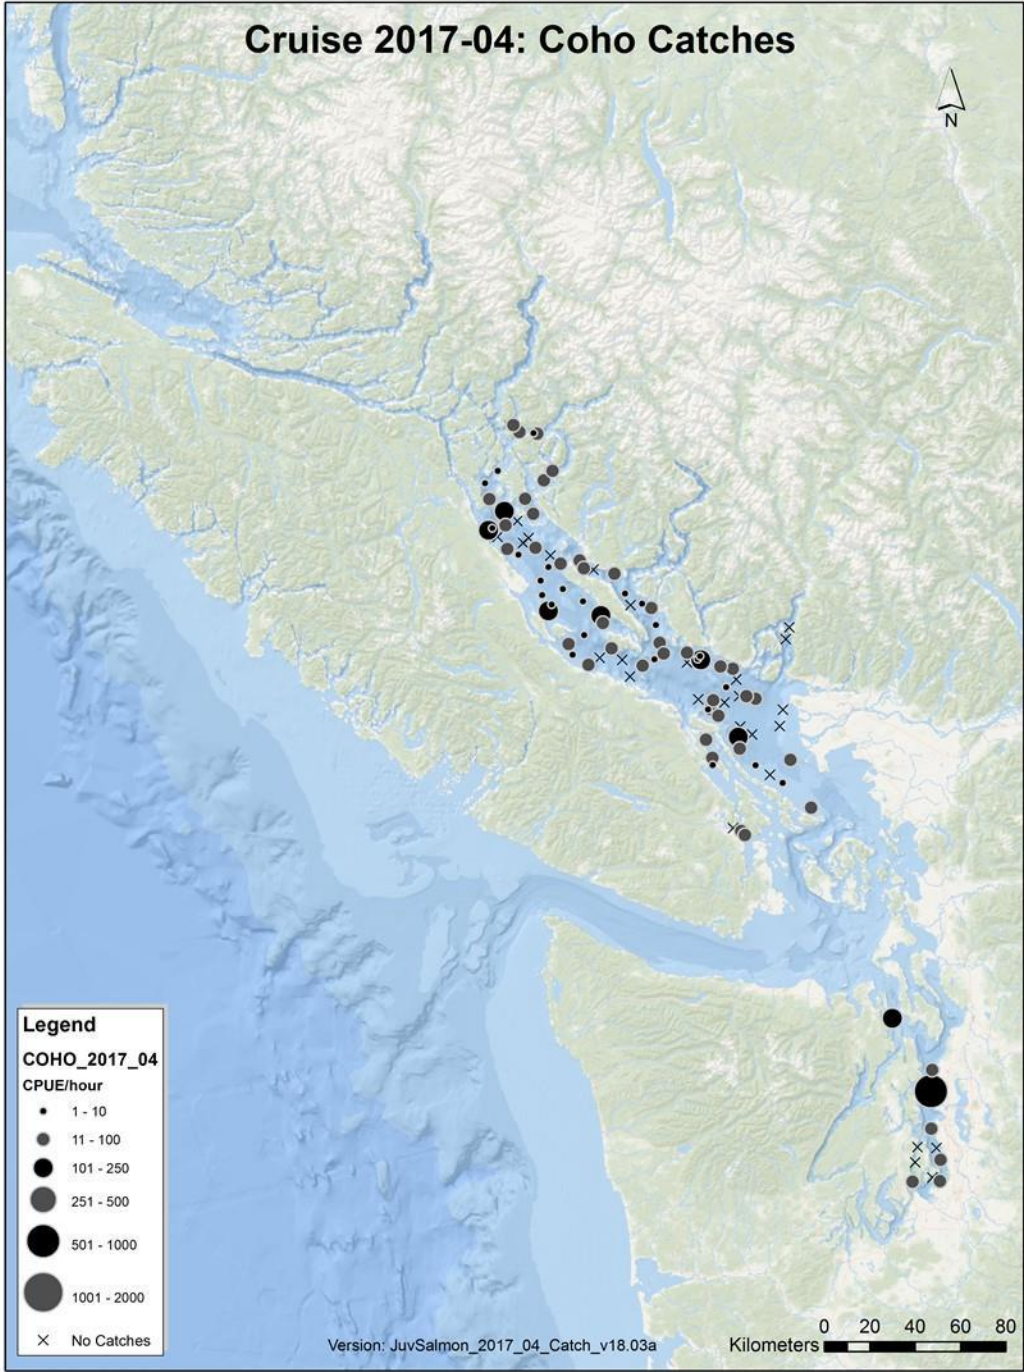 Cruise 2017-04: Coho Catches
N
Legend
COHO_2017_04
CPUE/hour
1 - 10
11 - 100
101 - 250
251 - 500
501 - 1000
1001 - 2000
No Catches
Version: JuvSalmon_2017_04_Catch_v18.03a
Kilometers
0 20 40 60 80